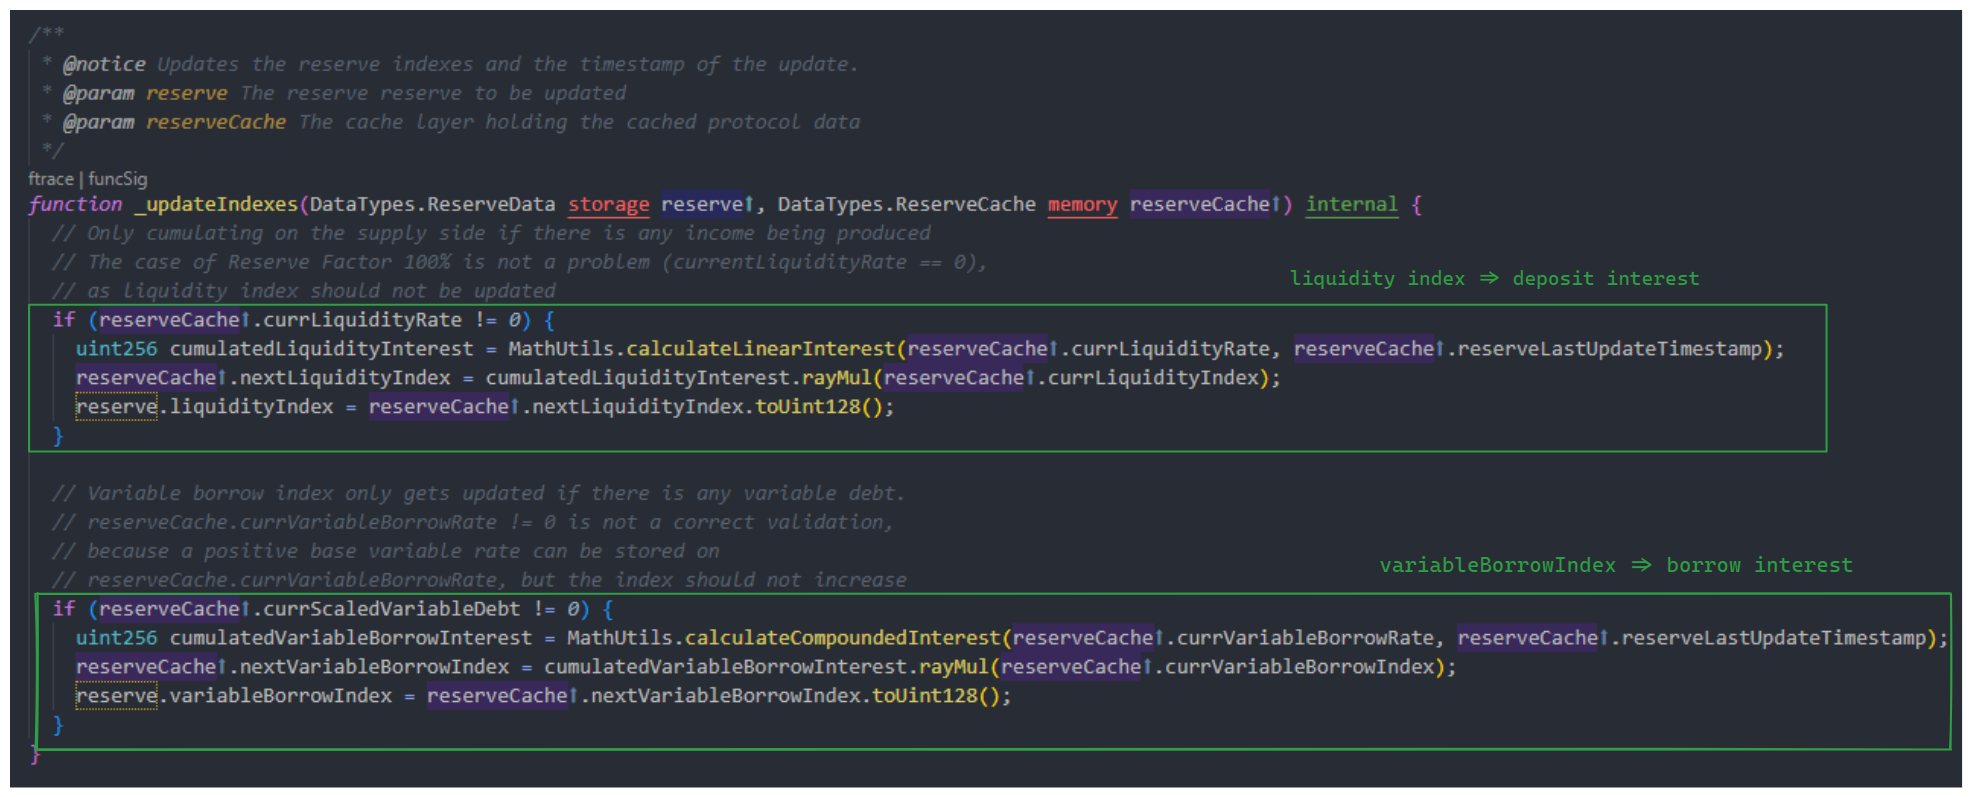 /**
* @notice Updates the reserve indexes and the timestamp of the update.
* @param reserve The reserve reserve to be updated
* @param reserveCache The cache layer holding the cached protocol data
*/
ftrace | funcSig
function _updateIndexes(DataTypes.ReserveData storage reserve↑, DataTypes.ReserveCache memory reserveCache↑) internal {
// Only cumulating on the supply side if there is any income being produced
// The case of Reserve Factor 100% is not a problem (currentLiquidityRate == 0),
liquidity index ⇒ deposit interest
// as liquidity index should not be updated
if (reserveCache↑.currLiquidityRate != 0) {
uint256 cumulatedLiquidityInterest = MathUtils.calculateLinearInterest(reserveCache↑.currLiquidityRate, reserveCache↑.reserveLastUpdateTimestamp);
reserveCache↑.nextLiquidityIndex = cumulatedLiquidityInterest.rayMul(reserveCache↑.currLiquidityIndex);
reserve.liquidityIndex = reserveCache↑.nextLiquidityIndex.toUint128();
}
// Variable borrow index only gets updated if there is any variable debt.
// reserveCache.currVariableBorrowRate != 0 is not a correct validation,
// because a positive base variable rate can be stored on
variableBorrowIndex ⇒ borrow interest
// reserveCache.currVariableBorrowRate, but the index should not increase
if (reserveCache↑.currScaledVariableDebt != 0) {
uint256 cumulatedVariableBorrowInterest = MathUtils.calculateCompoundedInterest(reserveCache↑.currVariableBorrowRate, reserveCache↑.reserveLastUpdateTimestamp);
reserveCache↑.nextVariableBorrowIndex = cumulatedVariableBorrowInterest.rayMul(reserveCache↑.currVariableBorrowIndex);
reserve.variableBorrowIndex = reserveCache↑.nextVariableBorrowIndex.toUint128();
}
}